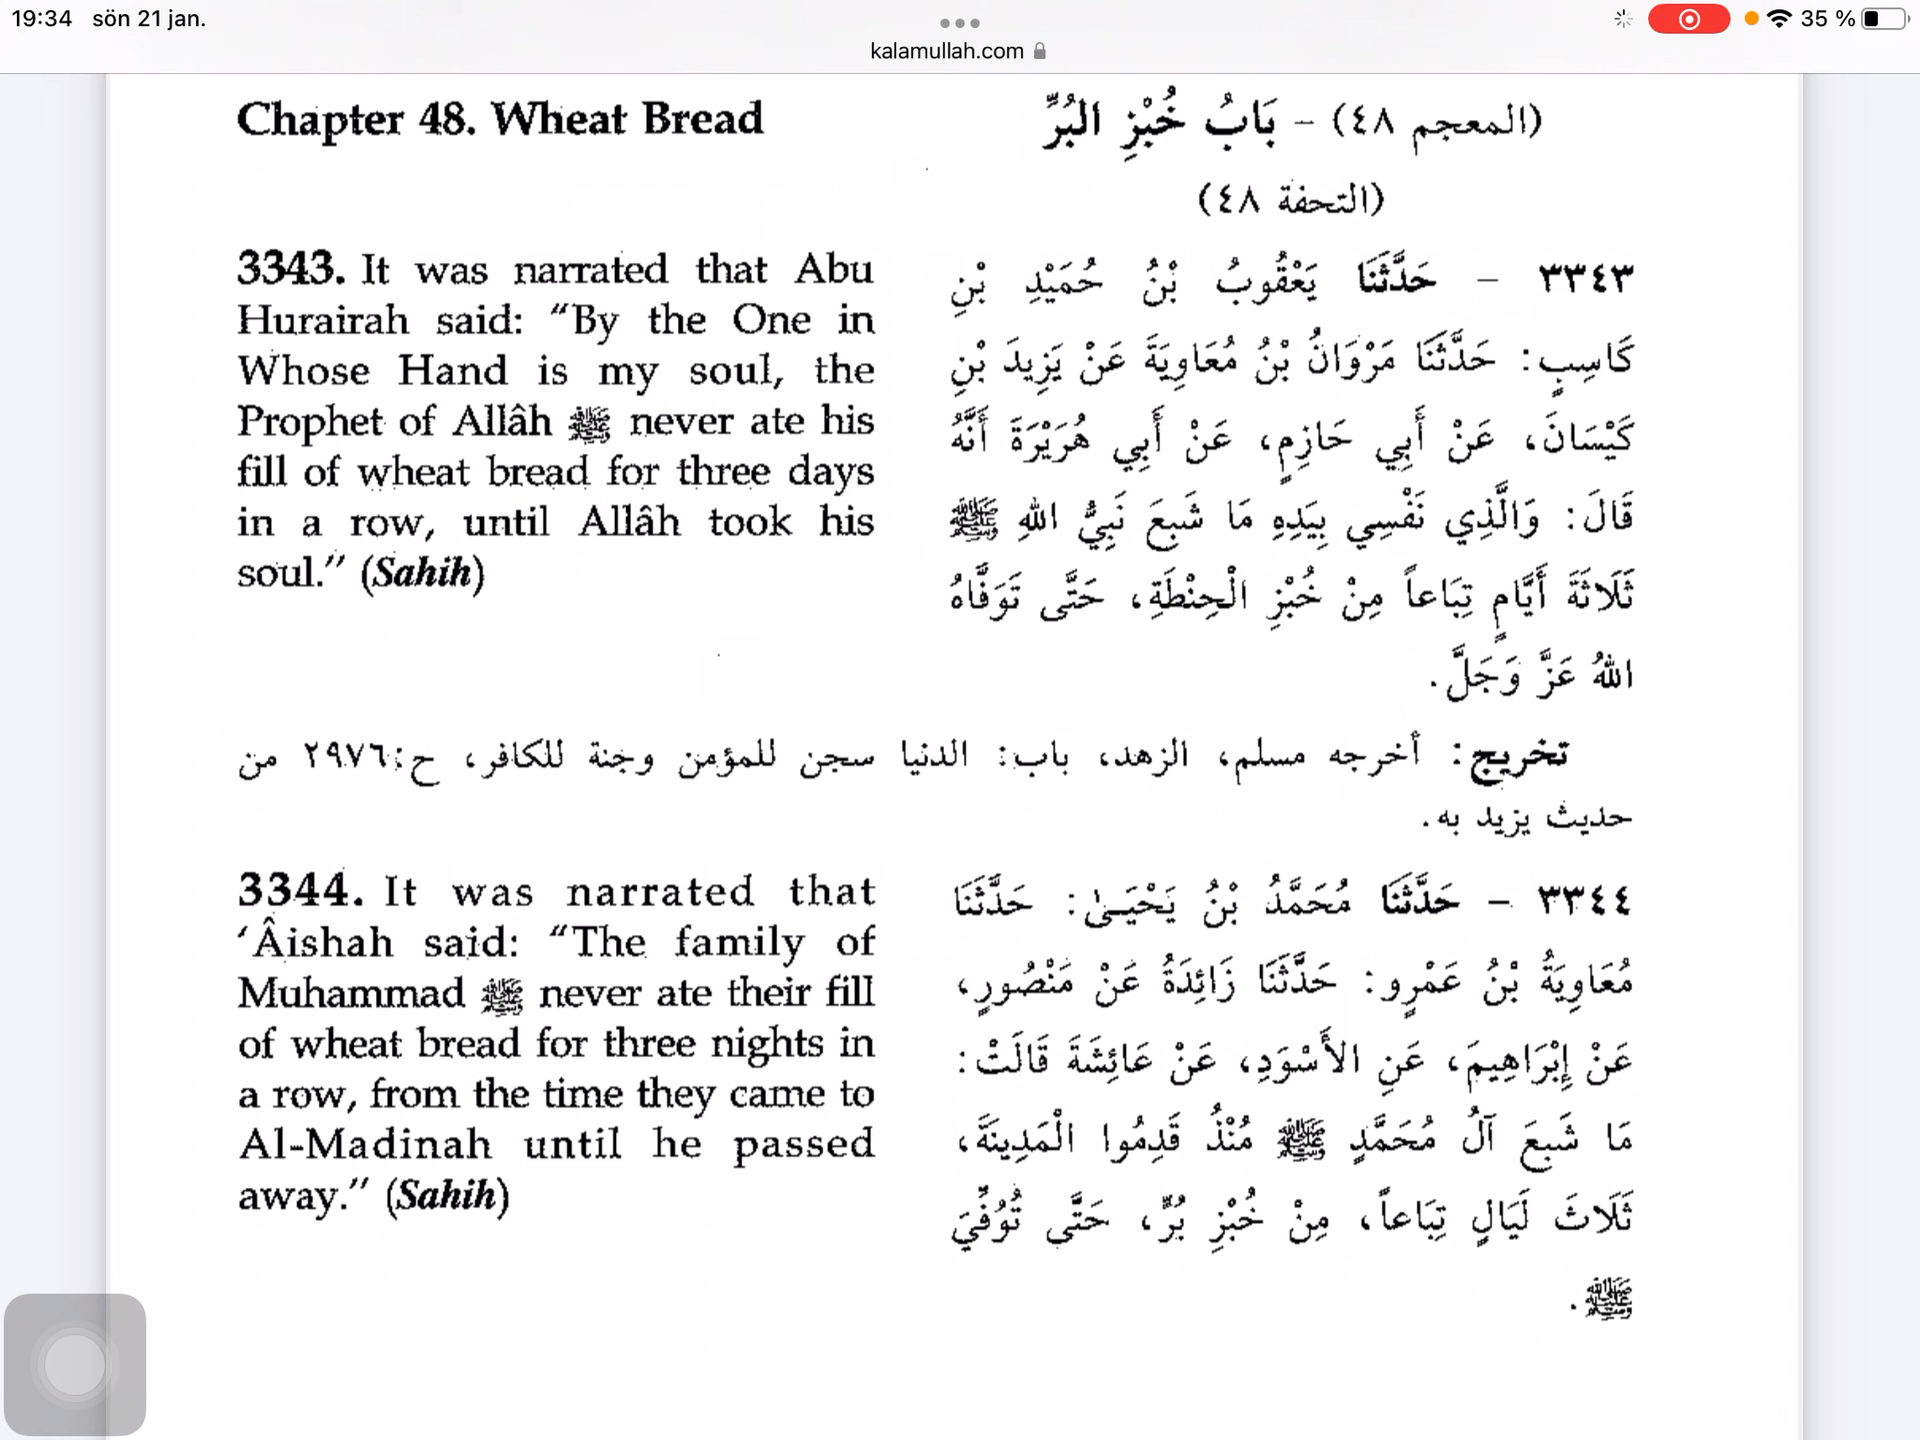 19:34 sön 21 jan.
35 %
kalamullah.com
Chapter 48. Wheat Bread
(المعجم ٤٨) - بَابُ خُبْزِ البُرِّ
(التحفة ٤٨)
3343. It was narrated that Abu
Hurairah said: “By the One in
Whose Hand is my soul, the
Prophet of Allâh ﷺ never ate his
fill of wheat bread for three days
in a row, until Allâh took his
soul.” (Sahih)
٣٣٤٣ - حَدَّثَنَا يَعْقُوبُ بْنُ حُمَيْدِ بْنِ
كَاسِبٍ: حَدَّثَنَا مَرْوَانُ بْنُ مُعَاوِيَةَ عَنْ يَزِيدَ بْنِ
كَيْسَانَ، عَنْ أَبِي حَازِمٍ، عَنْ أَبِي هُرَيْرَةَ أَنَّهُ
قَالَ: وَالَّذِي نَفْسِي بِيَدِهِ مَا شَبِعَ نَبِيُّ اللهِ ﷺ
ثَلَاثَةَ أَيَّامٍ تِبَاعاً مِنْ خُبْزِ الْحِنْطَةِ، حَتَّى تَوَفَّاهُ
اللهُ عَزَّ وَجَلَّ.
تخريج: أخرجه مسلم، الزهد، باب: الدنيا سجن للمؤمن وجنة للكافر، ح:٢٩٧٦ من
حديث يزيد به.
3344. It was narrated that
‘Âishah said: “The family of
Muhammad ﷺ never ate their fill
of wheat bread for three nights in
a row, from the time they came to
Al-Madinah until he passed
away.” (Sahih)
٣٣٤٤ - حَدَّثَنَا مُحَمَّدُ بْنُ يَحْيَىٰ: حَدَّثَنَا
مُعَاوِيَةُ بْنُ عَمْرٍو: حَدَّثَنَا زَائِدَةُ عَنْ مَنْصُورٍ،
عَنْ إِبْرَاهِيمَ، عَنِ الأَسْوَدِ، عَنْ عَائِشَةَ قَالَتْ:
مَا شَبِعَ آلُ مُحَمَّدٍ ﷺ مُنْذُ قَدِمُوا الْمَدِينَةَ،
ثَلَاثَ لَيَالٍ تِبَاعاً، مِنْ خُبْزِ بُرٍّ، حَتَّى تُوُفِّيَ
ﷺ.